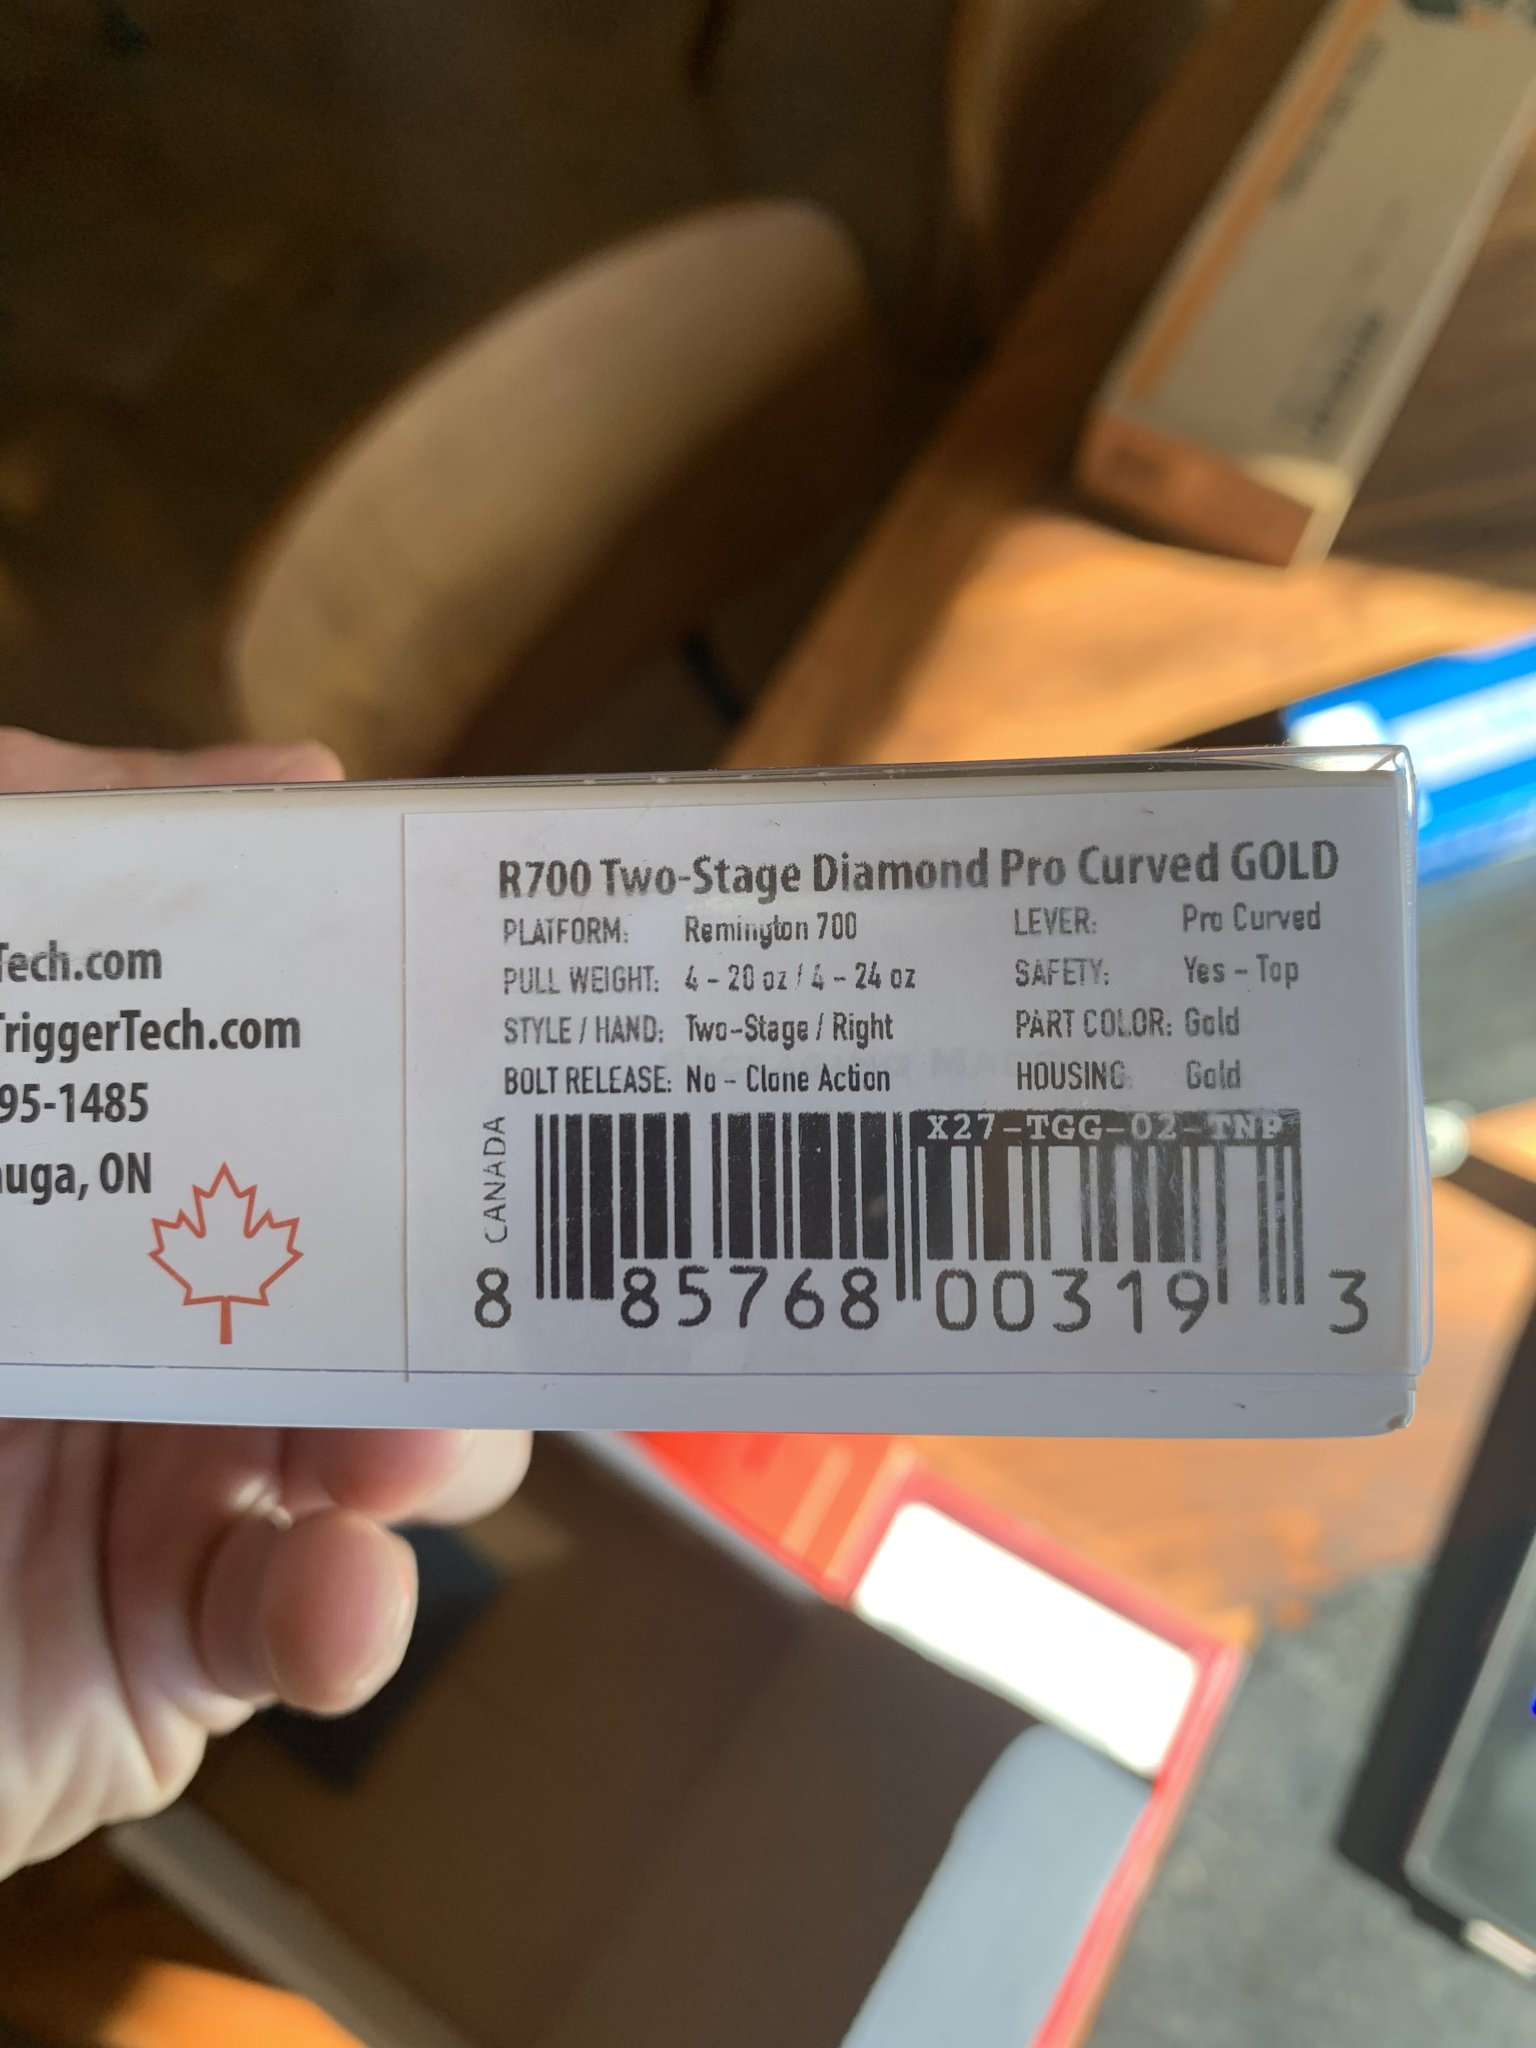 Tech.com
TriggerTech.com
95-1485
auga, ON
R700 Two-Stage Diamond Pro Curved GOLD
PLATFORM: Remington 700
LEVER: Pro Curved
PULL WEIGHT: 4 - 20 oz / 4 - 24 oz
SAFETY: Yes - Top
STYLE / HAND: Two-Stage / Right
PART COLOR: Gold
BOLT RELEASE: No - Clone Action
HOUSING: Gold
CANADA
X27-TGG-02-TNP
8 85768 00319 3